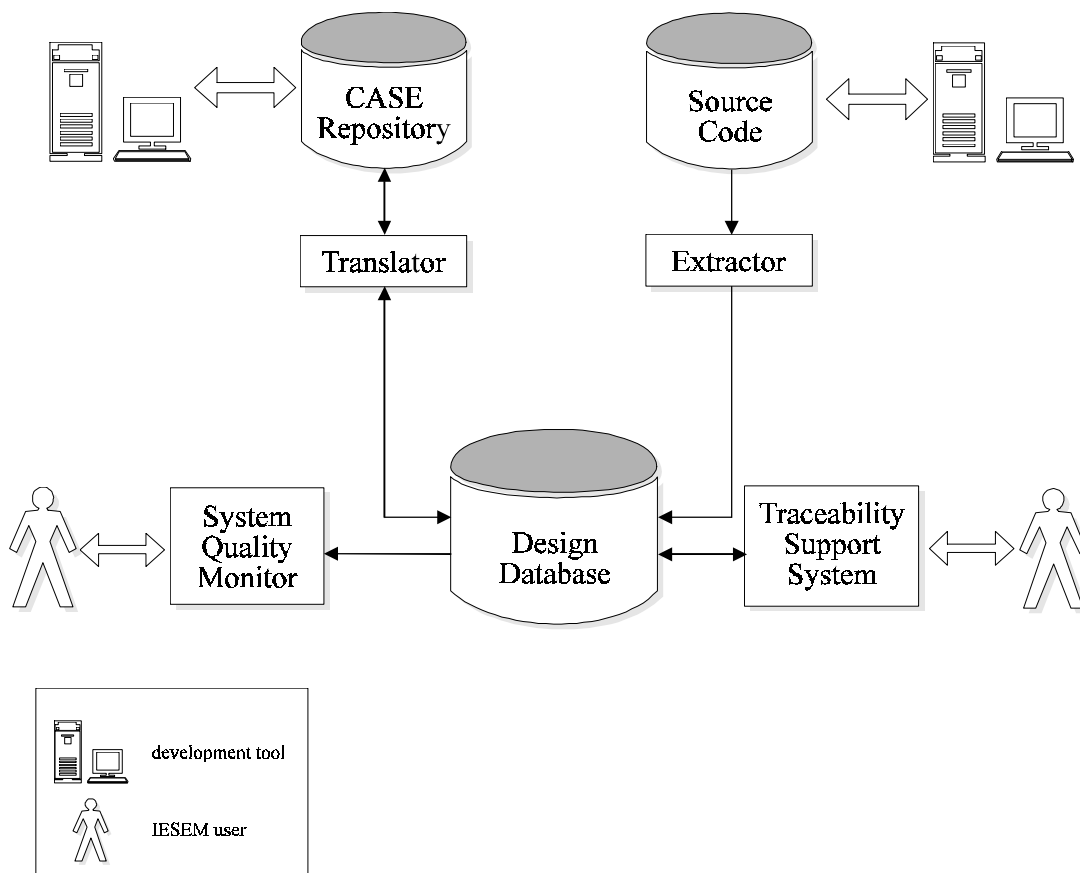 CASE
Repository
Source
Code
Translator
Extractor
System
Quality
Monitor
Design
Database
Traceability
Support
System
development tool
IESEM user